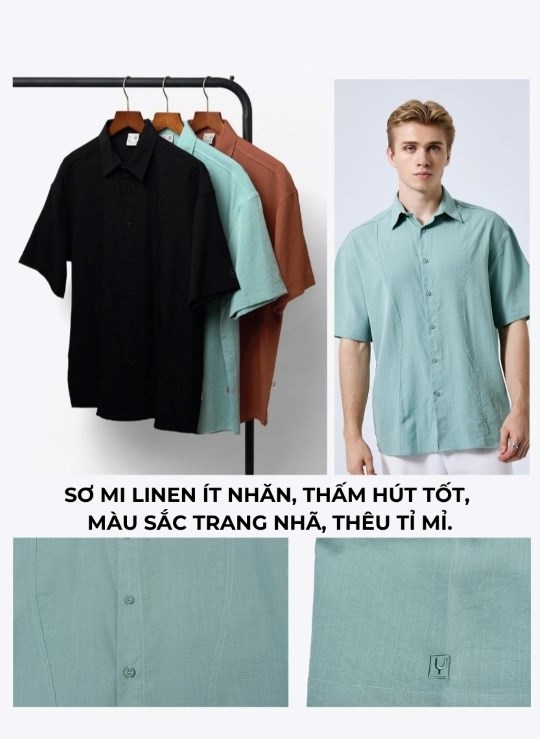 SƠ MI LINEN ÍT NHĂN, THẤM HÚT TỐT,
MÀU SẮC TRANG NHÃ, THÊU TỈ MỈ.